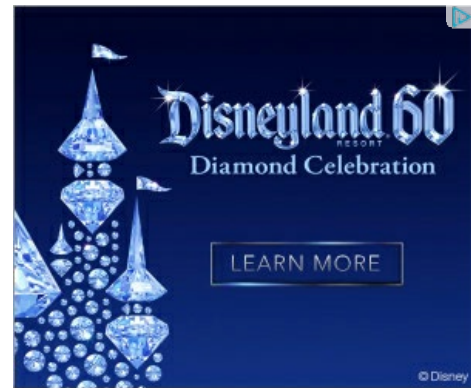 Disneyland 60
RESORT
Diamond Celebration
LEARN MORE
© Disney